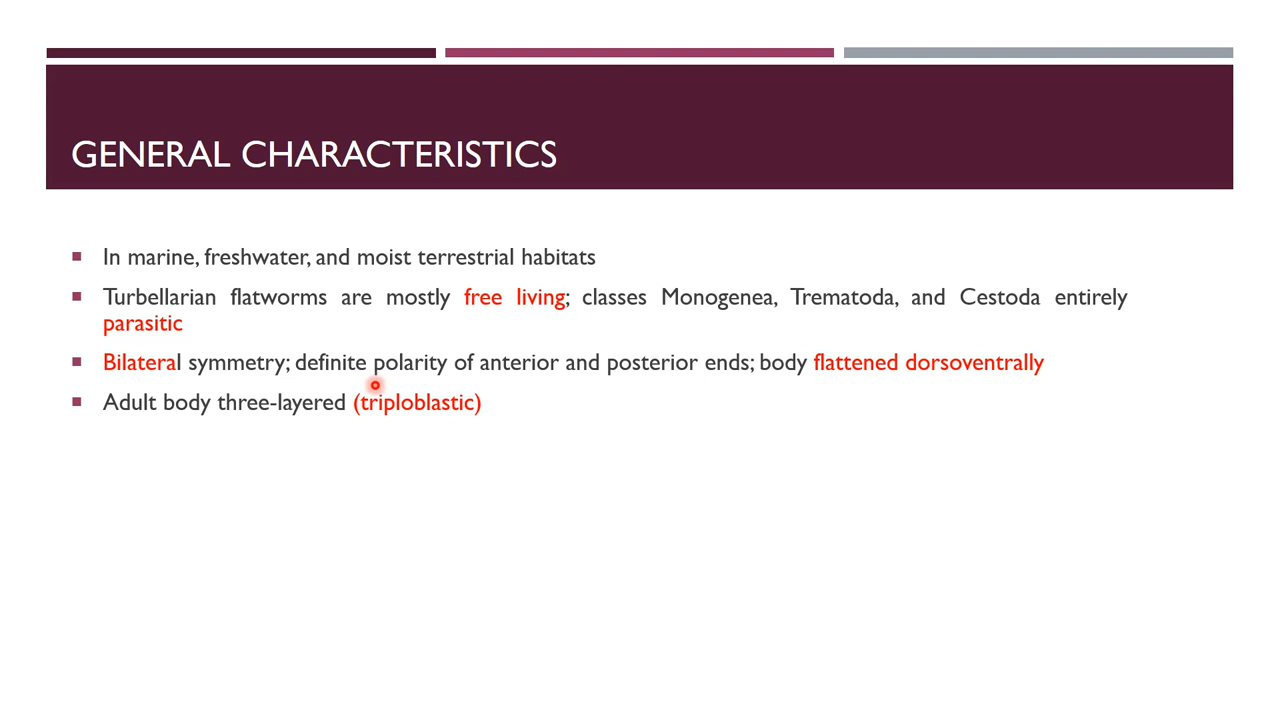 GENERAL CHARACTERISTICS
In marine, freshwater, and moist terrestrial habitats
Turbellarian flatworms are mostly free living; classes Monogenea, Trematoda, and Cestoda entirely
parasitic
Bilateral symmetry; definite polarity of anterior and posterior ends; body flattened dorsoventrally
Adult body three-layered (triploblastic)